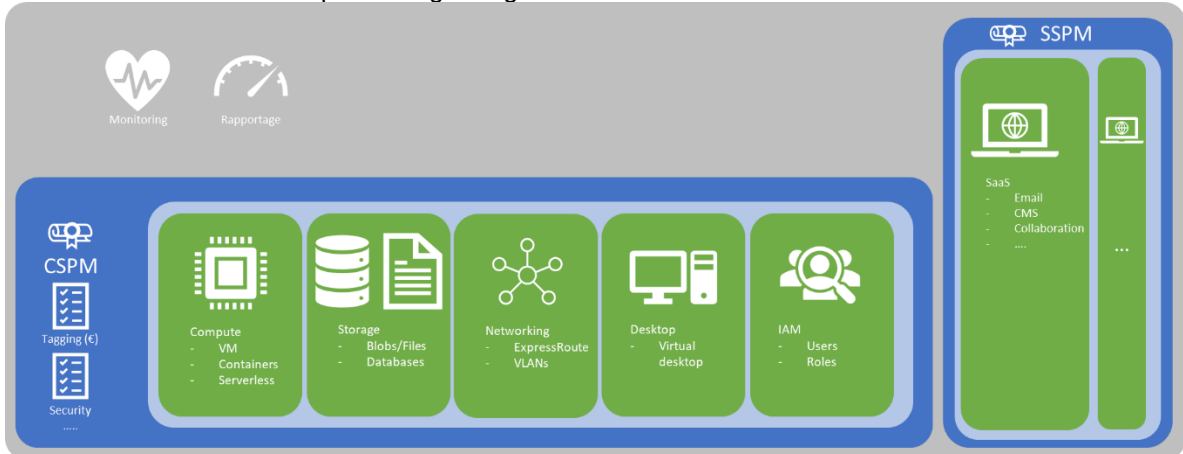 Monitoring
Rapportage
CSPM
Tagging (€)
Security
.....
Compute
- VM
- Containers
- Serverless
Storage
- Blobs/Files
- Databases
Networking
- ExpressRoute
- VLANs
Desktop
- Virtual
desktop
IAM
- Users
- Roles
SSPM
SaaS
- Email
- CMS
- Collaboration
- ....
...